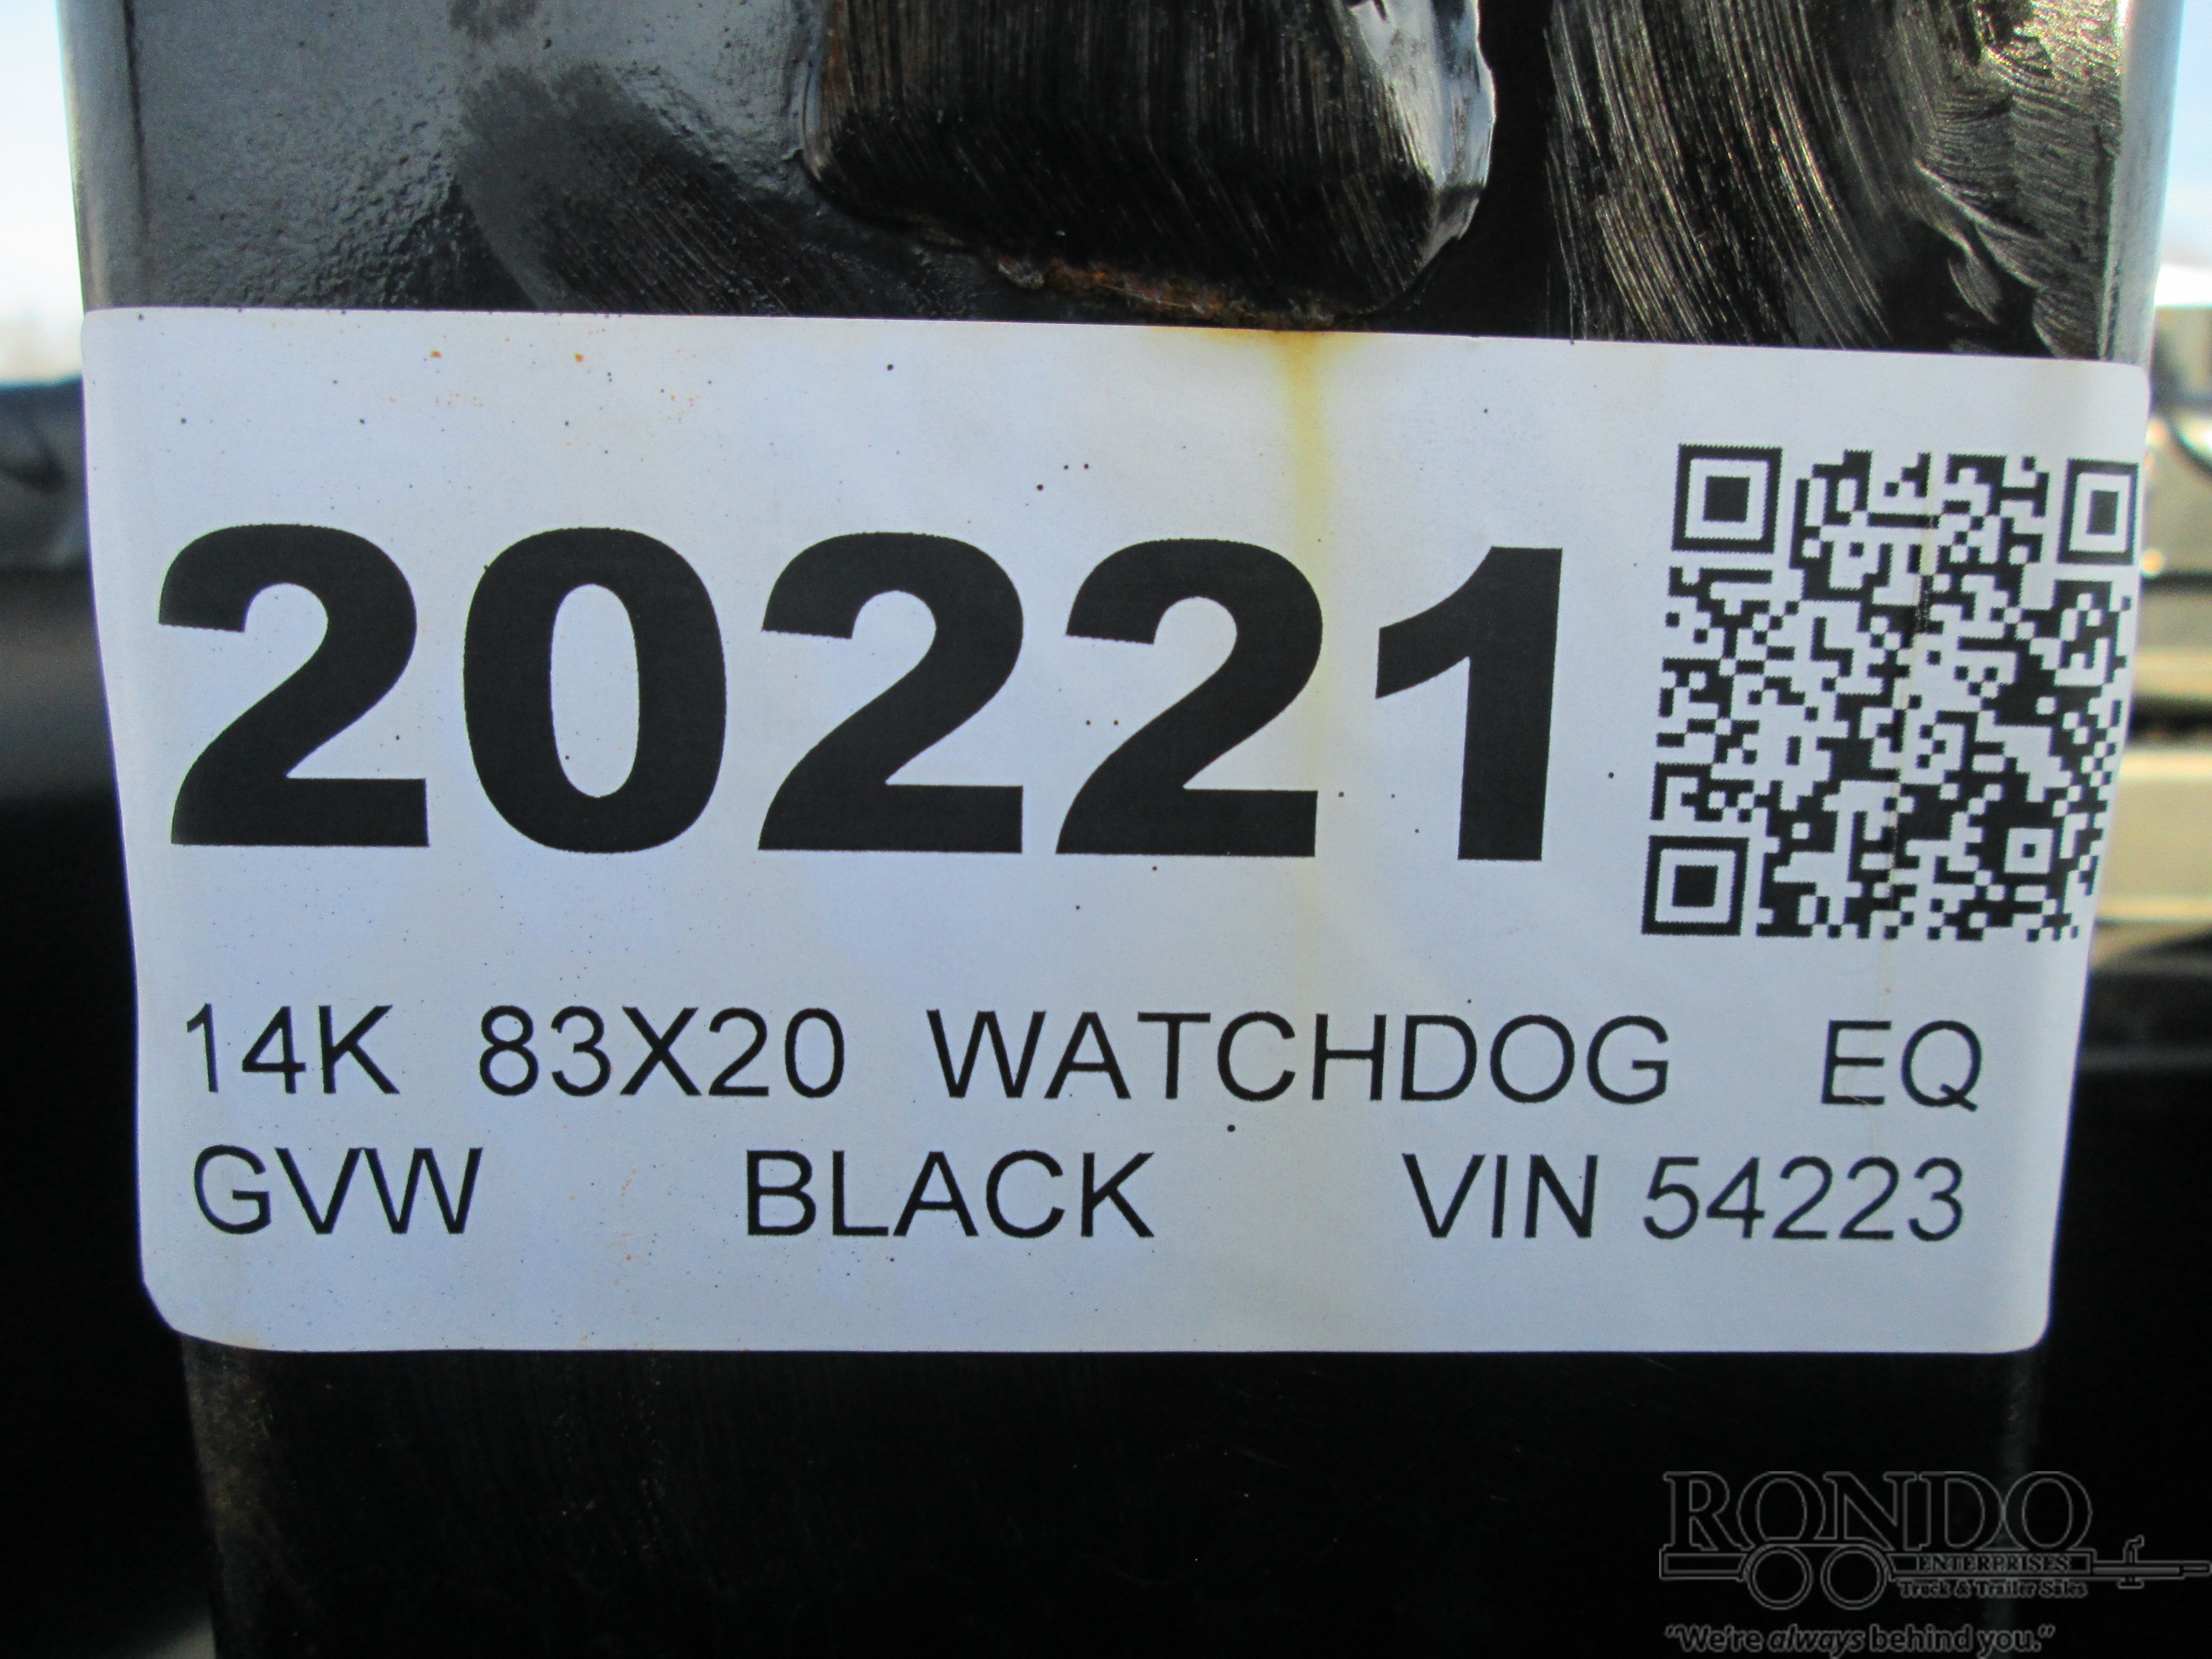 20221
14K 83X20 WATCHDOG EQ
GVW BLACK VIN 54223
RONDO
ENTERPRISES
Truck & Trailer Sales
"We're always behind you."